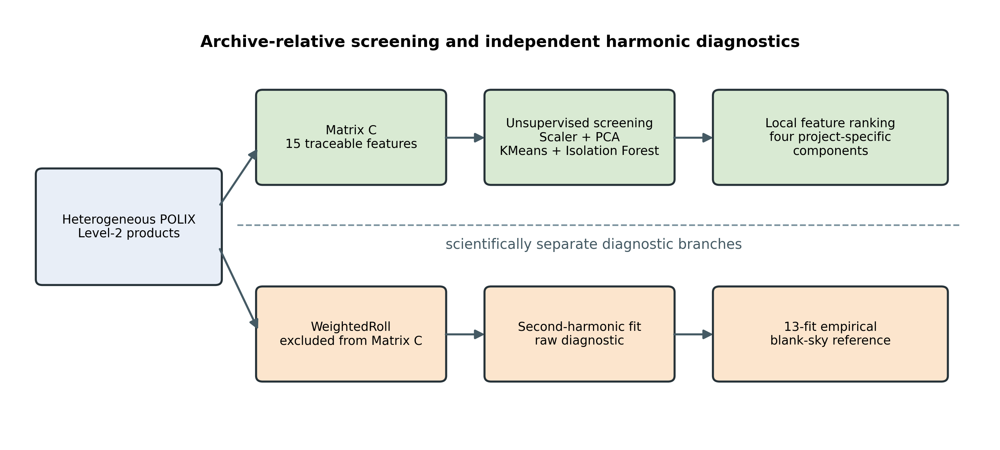 Archive-relative screening and independent harmonic diagnostics
Matrix C
15 traceable features
Unsupervised screening
Scaler + PCA
KMeans + Isolation Forest
Local feature ranking
four project-specific
components
Heterogeneous POLIX
Level-2 products
scientifically separate diagnostic branches
WeightedRoll
excluded from Matrix C
Second-harmonic fit
raw diagnostic
13-fit empirical
blank-sky reference